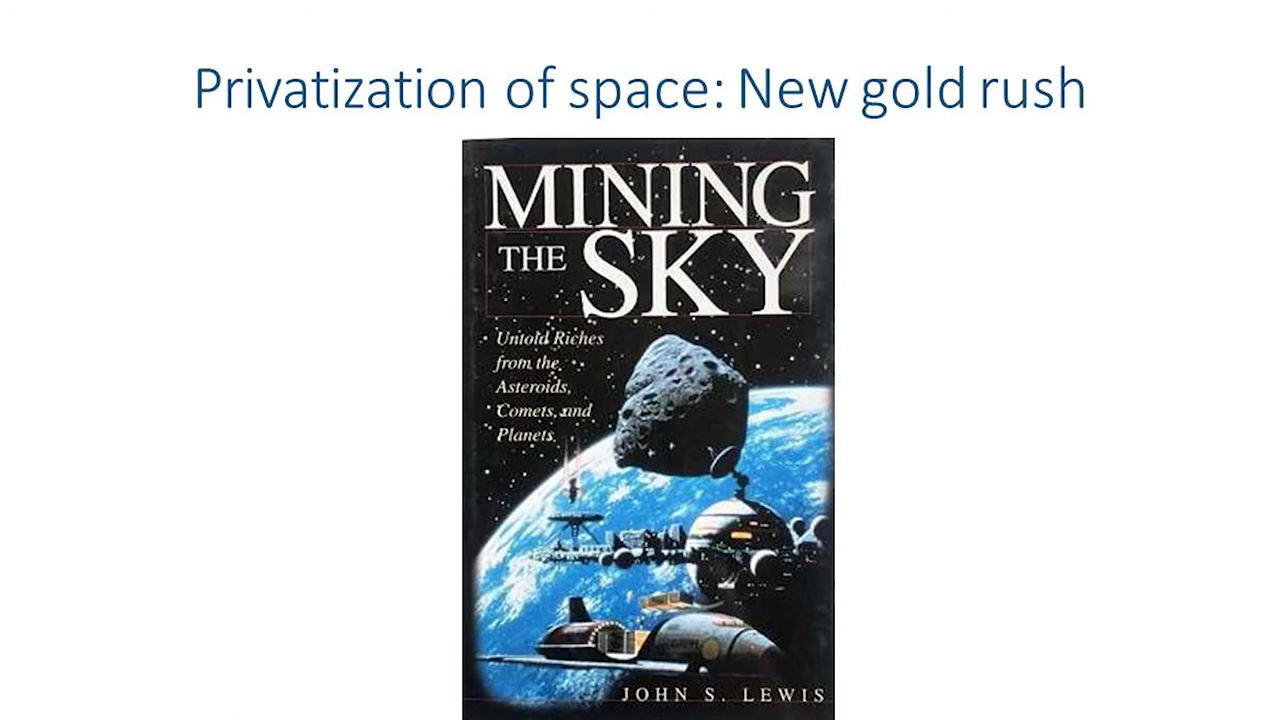 Privatization of space: New gold rush
MINING
THE SKY
Untold Riches
from the
Asteroids,
Comets, and
Planets
JOHN S. LEWIS